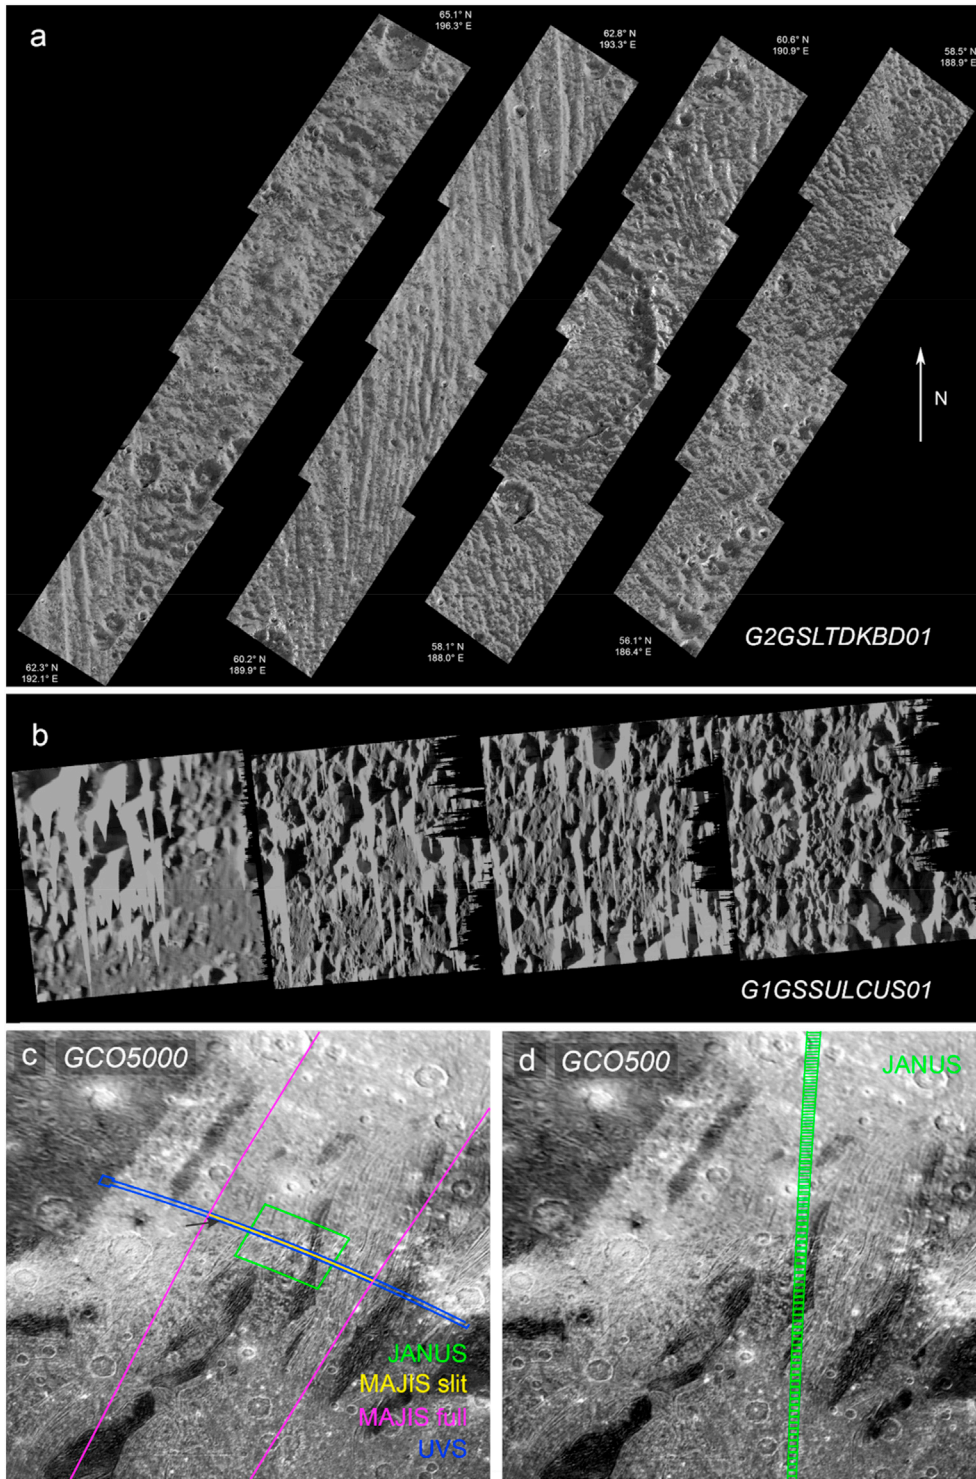 a
65.1° N
196.3° E
62.8° N
193.3° E
60.6° N
190.9° E
58.5° N
188.9° E
N
G2GSLTDKBD01
62.3° N
192.1° E
60.2° N
189.9° E
58.1° N
188.0° E
56.1° N
186.4° E
b
G1GSSULCUS01
c GCO5000
JANUS
MAJIS slit
MAJIS full
UVS
d GCO500
JANUS